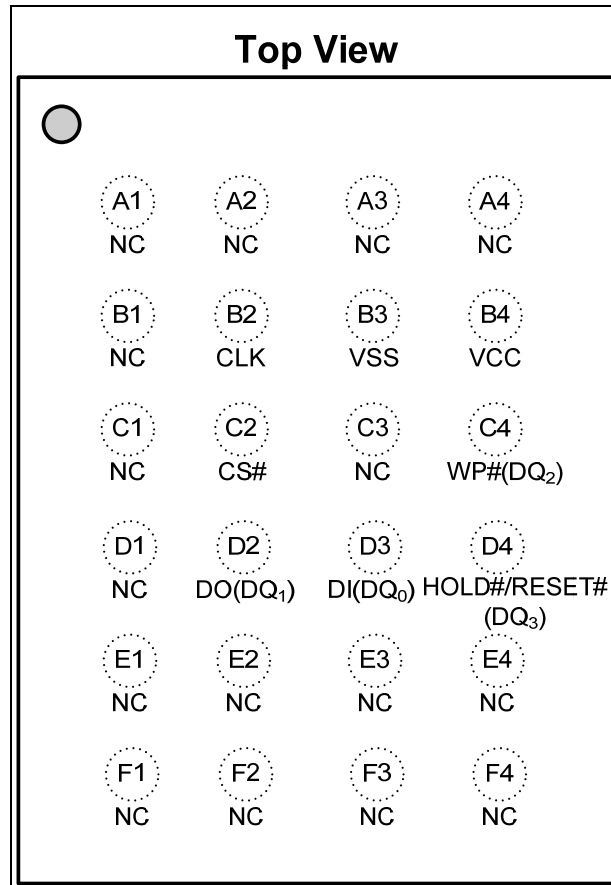 Top View
A1 A2 A3 A4
NC NC NC NC
B1 B2 B3 B4
NC CLK VSS VCC
C1 C2 C3 C4
NC CS# NC WP#(DQ₂)
D1 D2 D3 D4
NC DO(DQ₁) DI(DQ₀) HOLD#/RESET#
(DQ₃)
E1 E2 E3 E4
NC NC NC NC
F1 F2 F3 F4
NC NC NC NC